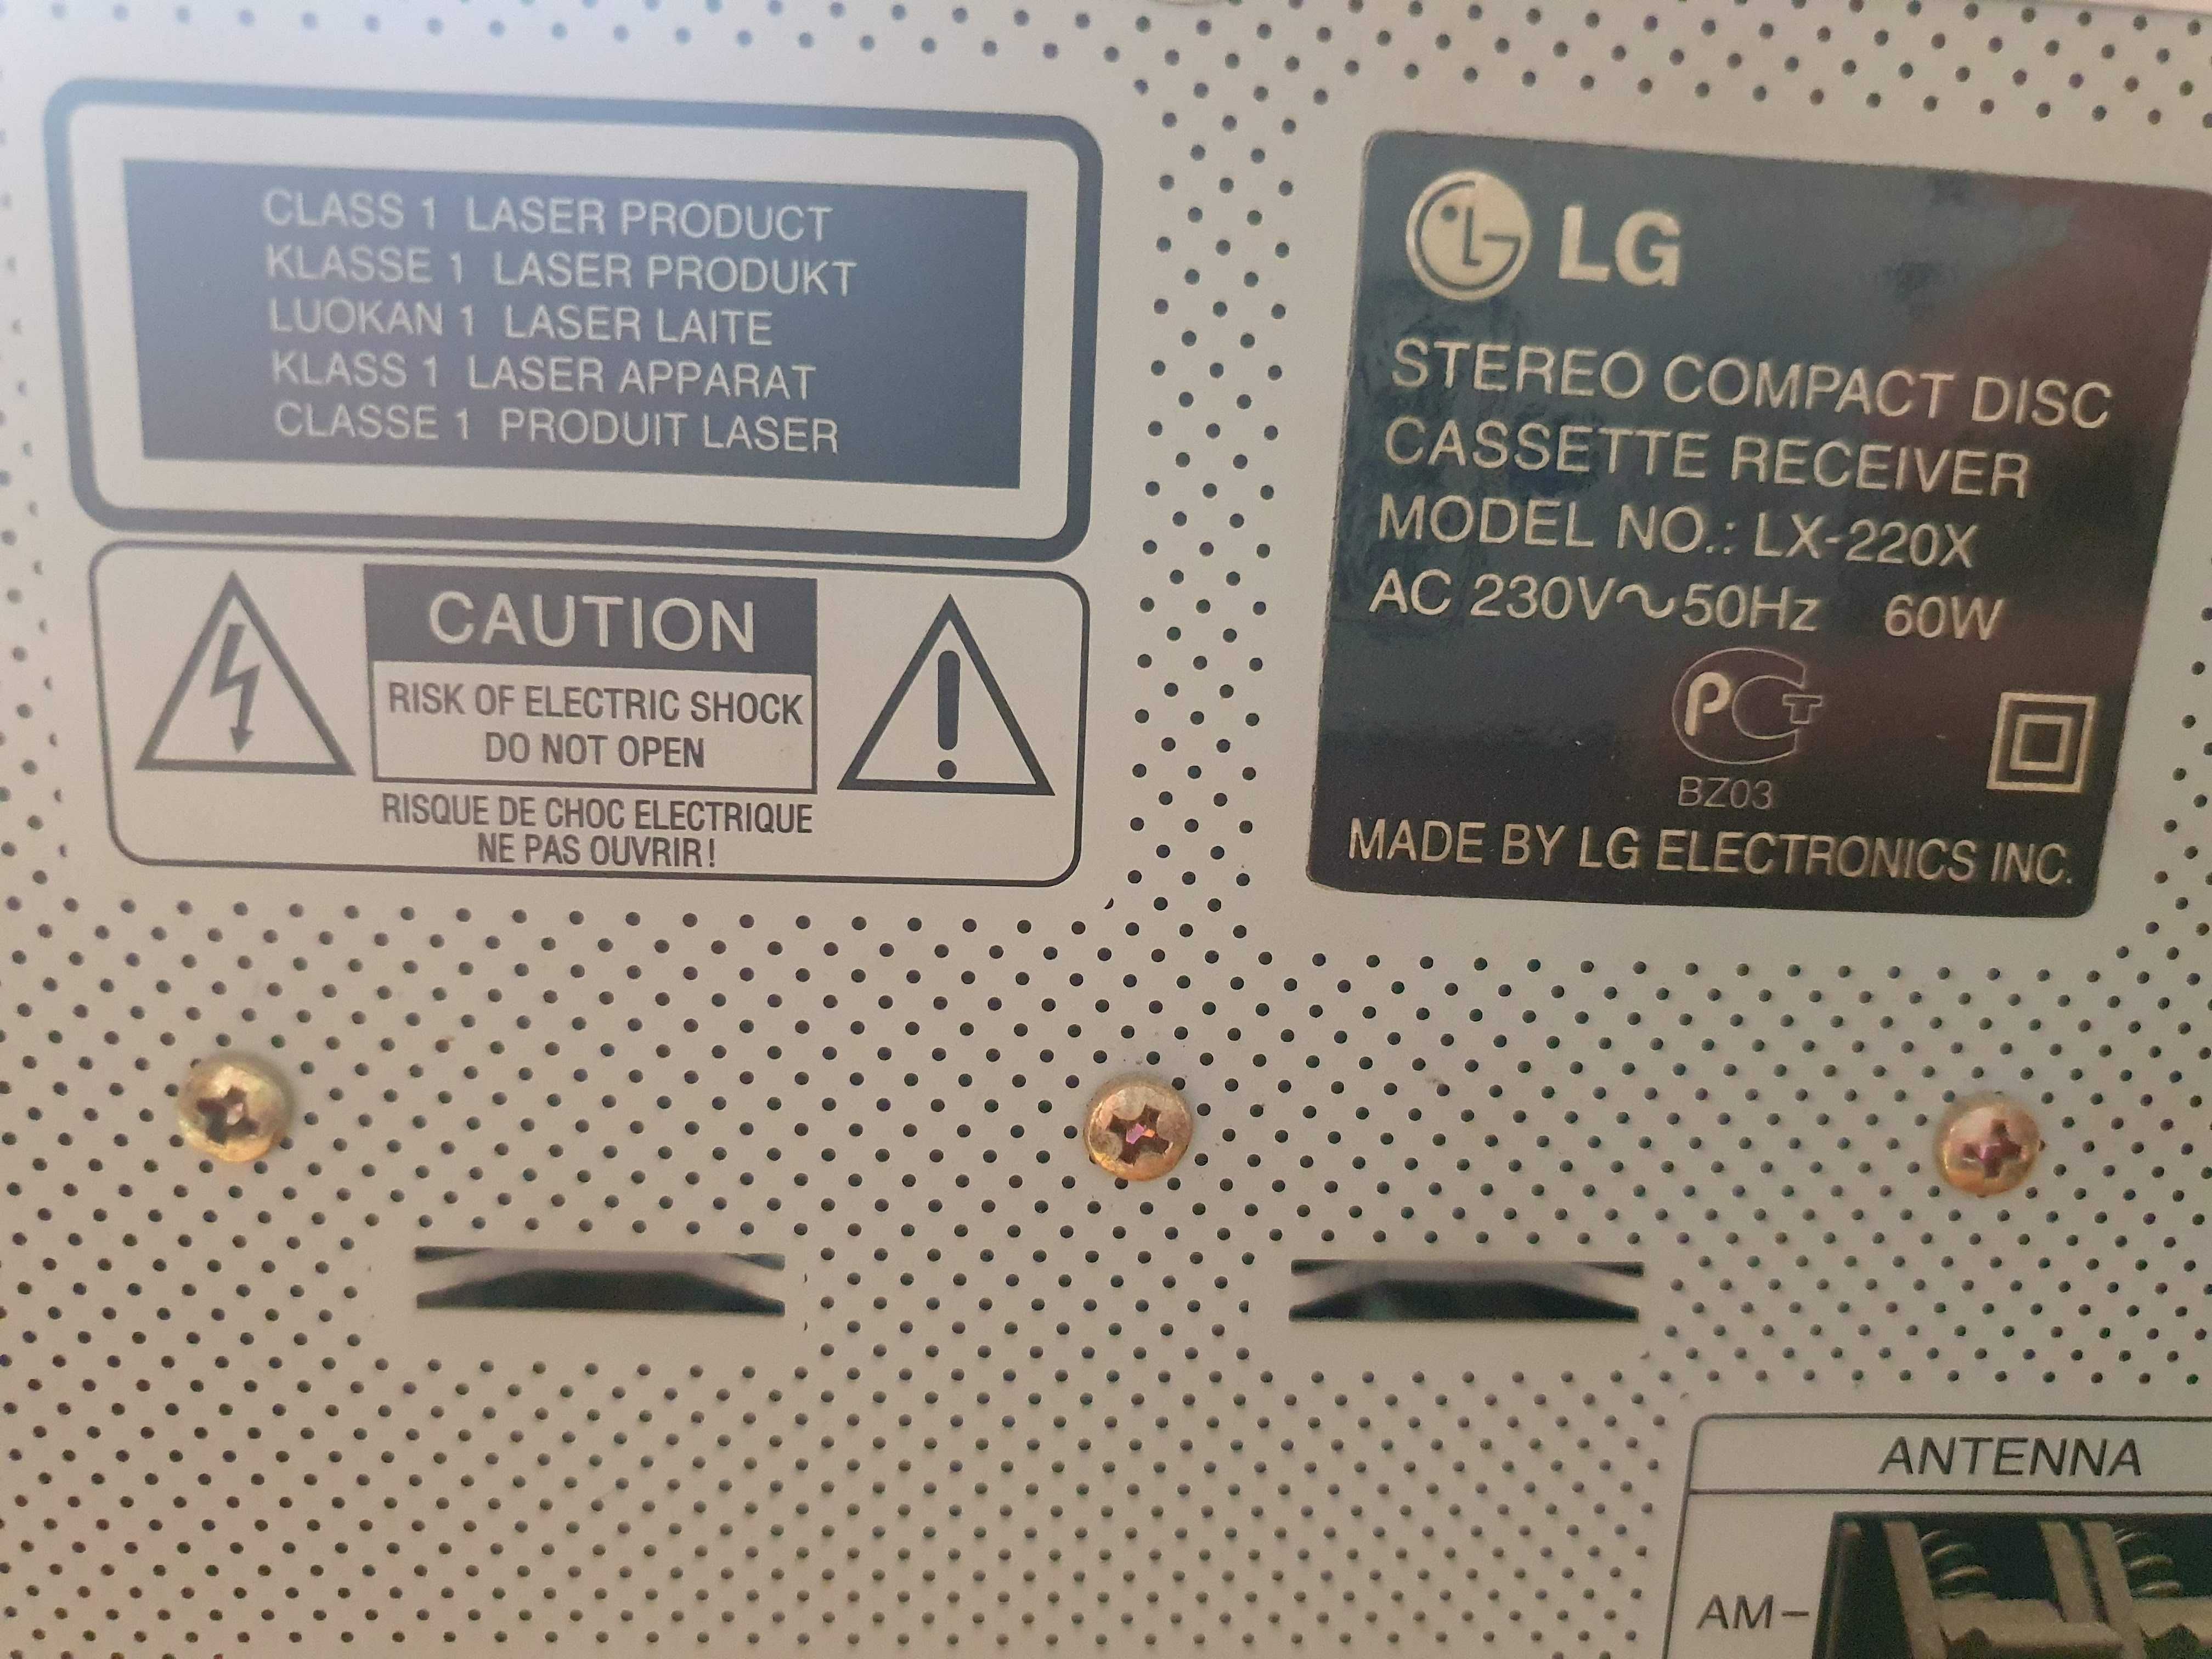 CLASS 1 LASER PRODUCT
KLASSE 1 LASER PRODUKT
LUOKAN 1 LASER LAITE
KLASS 1 LASER APPARAT
CLASSE 1 PRODUIT LASER
CAUTION
RISK OF ELECTRIC SHOCK
DO NOT OPEN
RISQUE DE CHOC ELECTRIQUE
NE PAS OUVRIR!
LG
STEREO COMPACT DISC
CASSETTE RECEIVER
MODEL NO.: LX-220X
AC 230V~50Hz 60W
PCT
BZ03
MADE BY LG ELECTRONICS INC.
ANTENNA
AM–